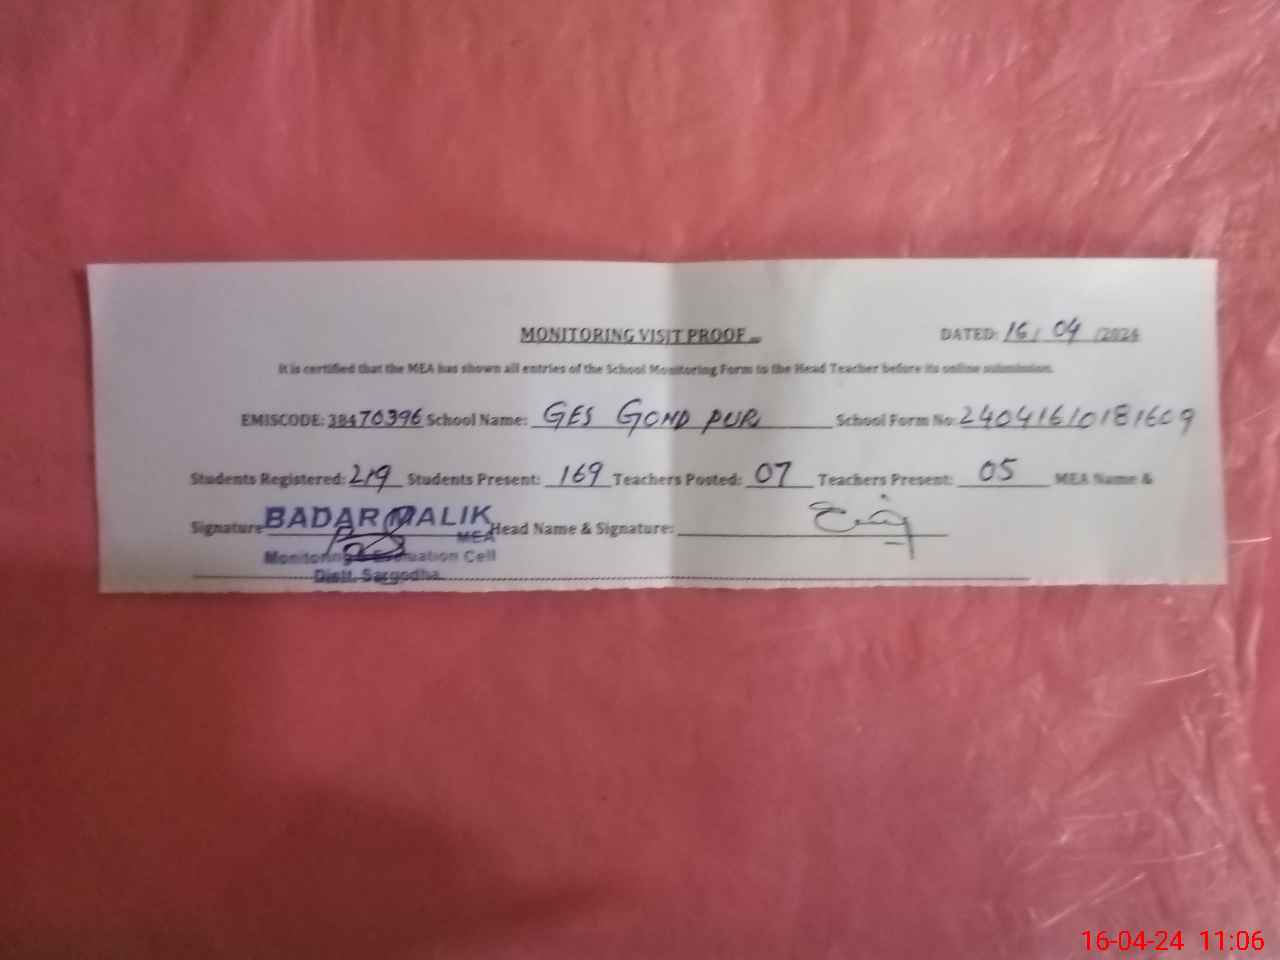 MONITORING VISIT PROOF
DATED: 16/ 04 /2024
It is certified that the MEA has shown all entries of the School Monitoring Form to the Head Teacher before its online submission.
EMISCODE: 38470396 School Name: GES GOND PUR School Form No: 24041610181609
Students Registered: 219 Students Present: 169 Teachers Posted: 07 Teachers Present: 05 MEA Name &
Signature BADAR MALIK Head Name & Signature:
MEA
Monitoring & Evaluation Cell
Distt. Sargodha.
16-04-24 11:06